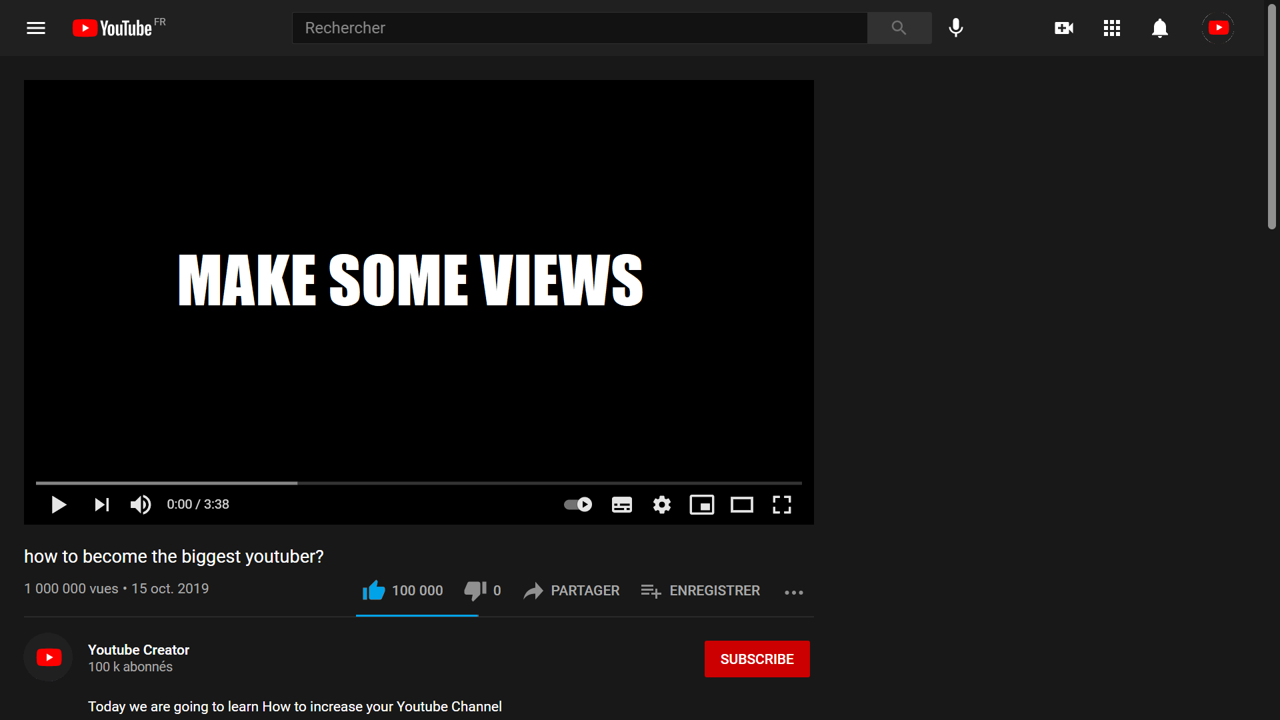 YouTube FR
Rechercher
MAKE SOME VIEWS
0:00 / 3:38
how to become the biggest youtuber?
1 000 000 vues • 15 oct. 2019
100 000
0
PARTAGER
ENREGISTRER
Youtube Creator
100 k abonnés
SUBSCRIBE
Today we are going to learn How to increase your Youtube Channel